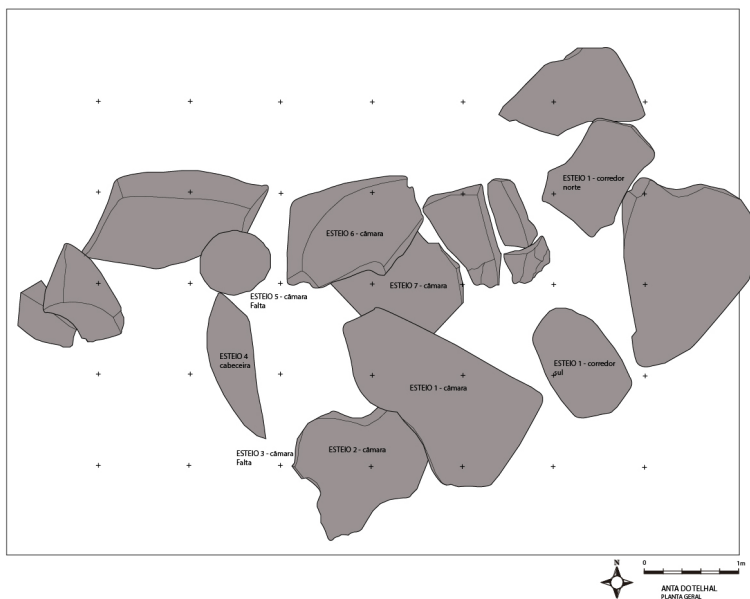 ESTEIO 1 - corredor
norte
ESTEIO 6 - câmara
ESTEIO 7 - câmara
ESTEIO 5 - câmara
Falta
ESTEIO 4
cabeceira
ESTEIO 1 - corredor
sul
ESTEIO 1 - câmara
ESTEIO 2 - câmara
ESTEIO 3 - câmara
Falta
N
0 1m
ANTA DO TELHAL
PLANTA GERAL